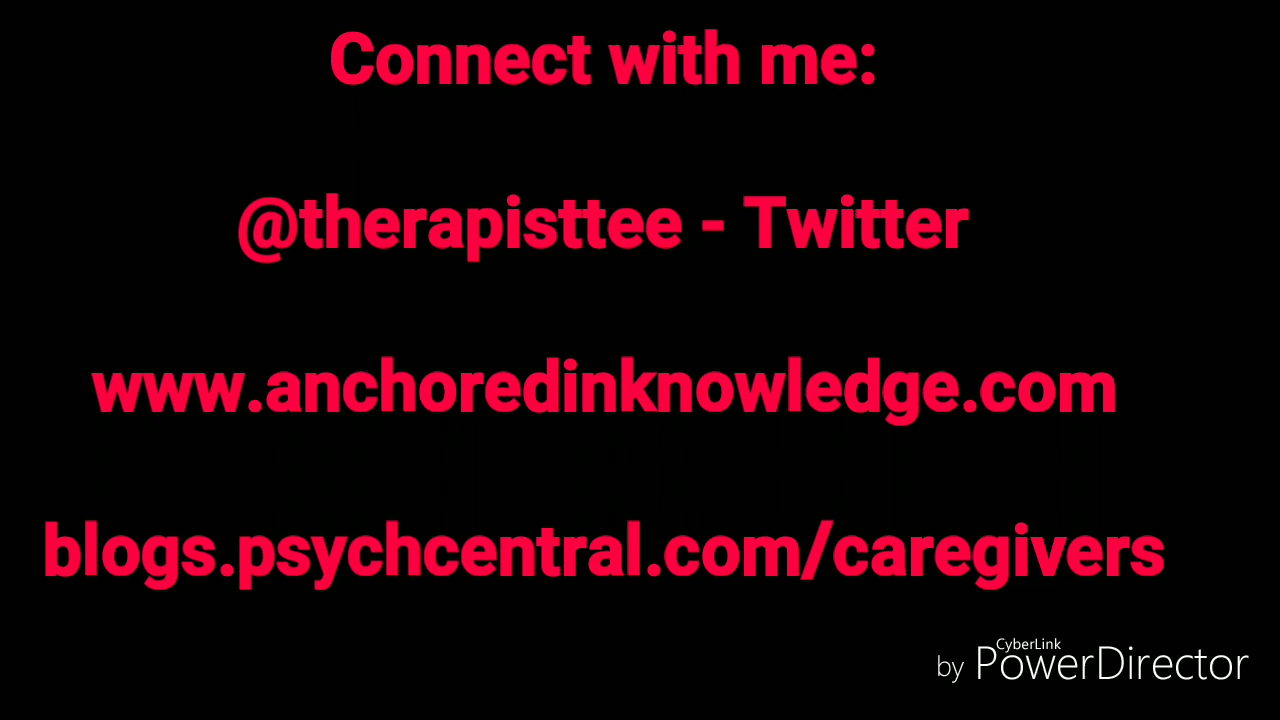 Connect with me:
@therapisttee - Twitter
www.anchoredinknowledge.com
blogs.psychcentral.com/caregivers
CyberLink
by PowerDirector